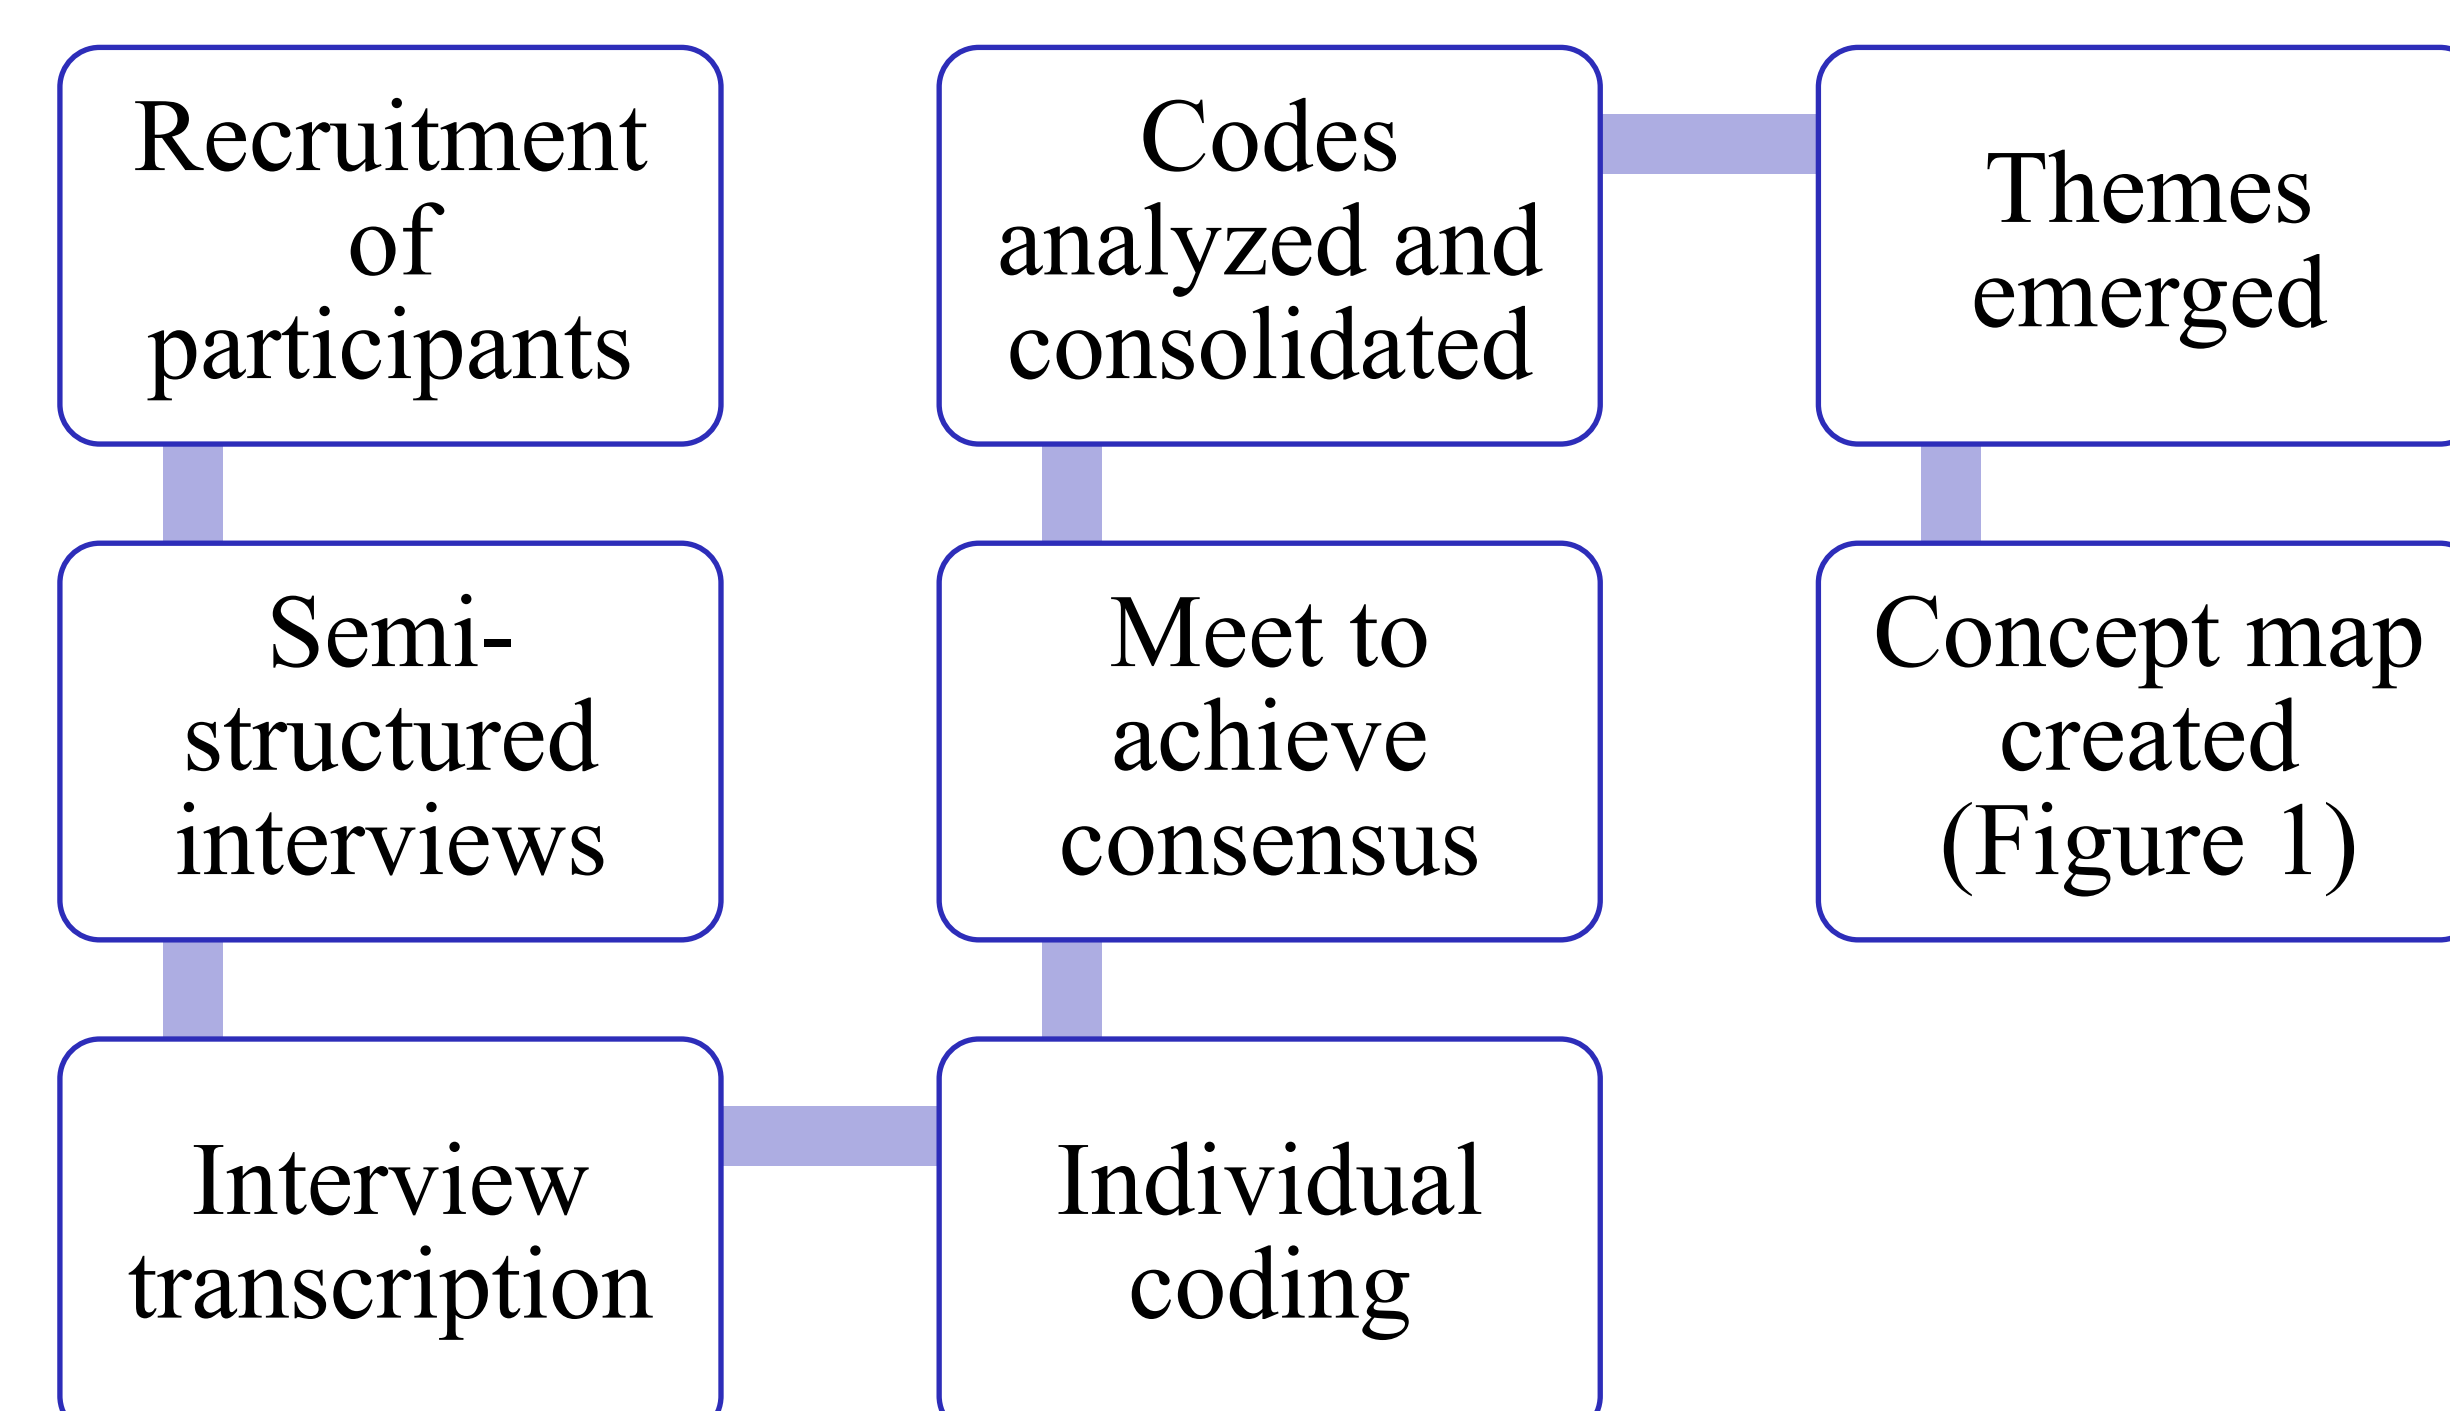 Recruitment
of
participants
Semi-
structured
interviews
Interview
transcription
Individual
coding
Meet to
achieve
consensus
Codes
analyzed and
consolidated
Themes
emerged
Concept map
created
(Figure 1)